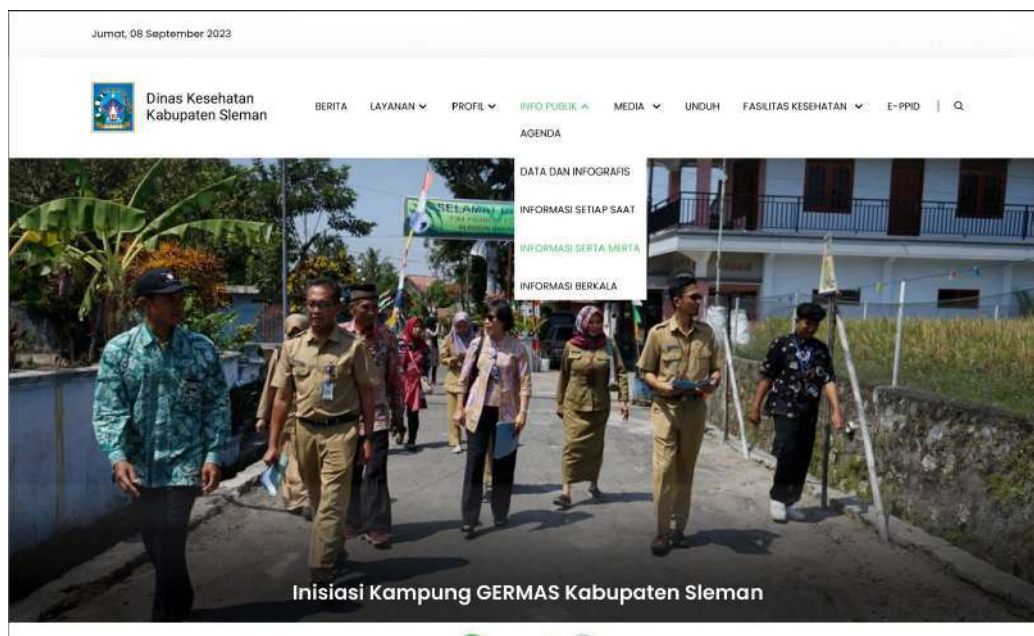 Jumat, 08 September 2023
Dinas Kesehatan
Kabupaten Sleman
BERITA LAYANAN PROFIL INFO PUBLIK MEDIA UNDUH FASILITAS KESEHATAN E-PPID |
AGENDA
DATA DAN INFOGRAFIS
INFORMASI SETIAP SAAT
INFORMASI SERTA MERTA
INFORMASI BERKALA
SELAMAT
Inisiasi Kampung GERMAS Kabupaten Sleman